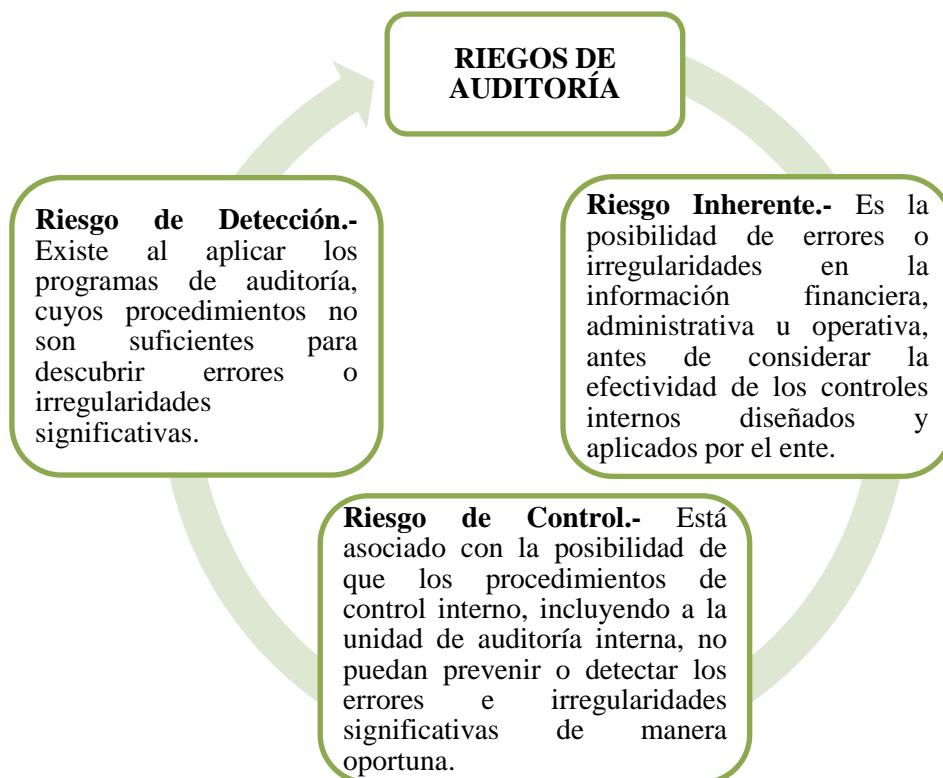 RIEGOS DE
AUDITORÍA
Riesgo Inherente.- Es la
posibilidad de errores o
irregularidades en la
información financiera,
administrativa u operativa,
antes de considerar la
efectividad de los controles
internos diseñados y
aplicados por el ente.
Riesgo de Control.- Está
asociado con la posibilidad de
que los procedimientos de
control interno, incluyendo a la
unidad de auditoría interna, no
puedan prevenir o detectar los
errores e irregularidades
significativas de manera
oportuna.
Riesgo de Detección.-
Existe al aplicar los
programas de auditoría,
cuyos procedimientos no
son suficientes para
descubrir errores o
irregularidades
significativas.